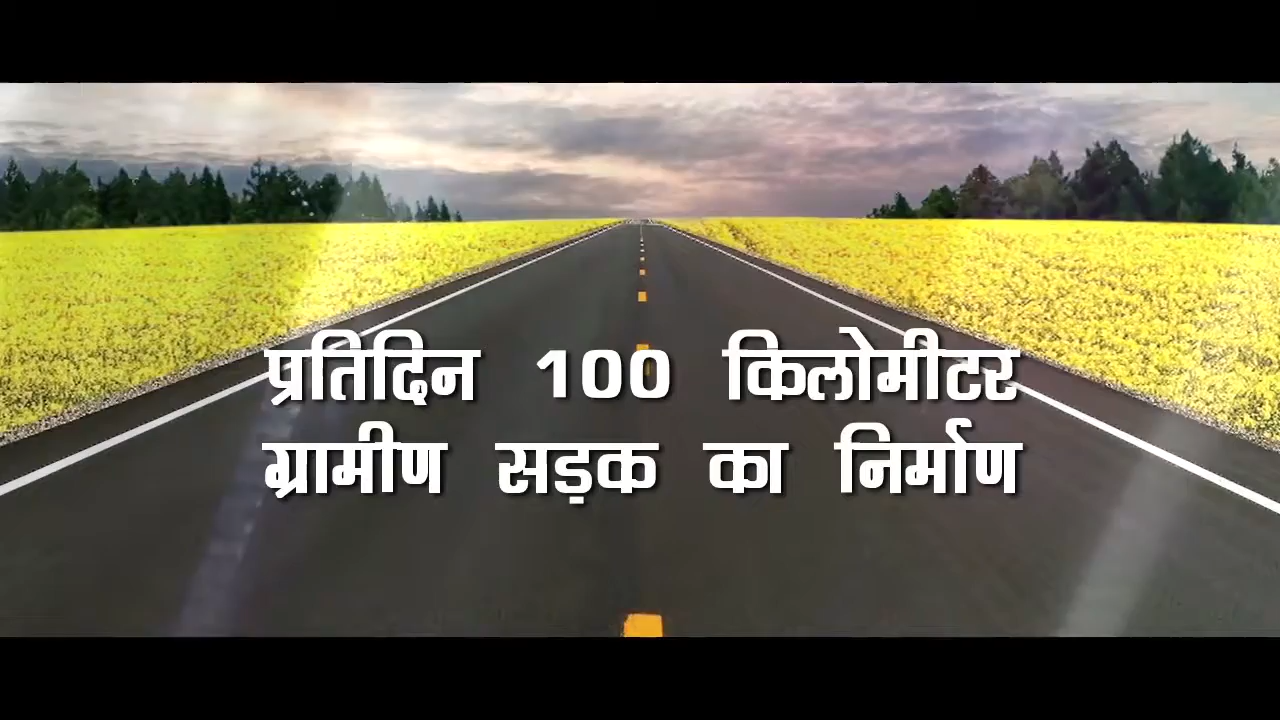 प्रतिदिन 100 किलोमीटर
ग्रामीण सड़क का निर्माण